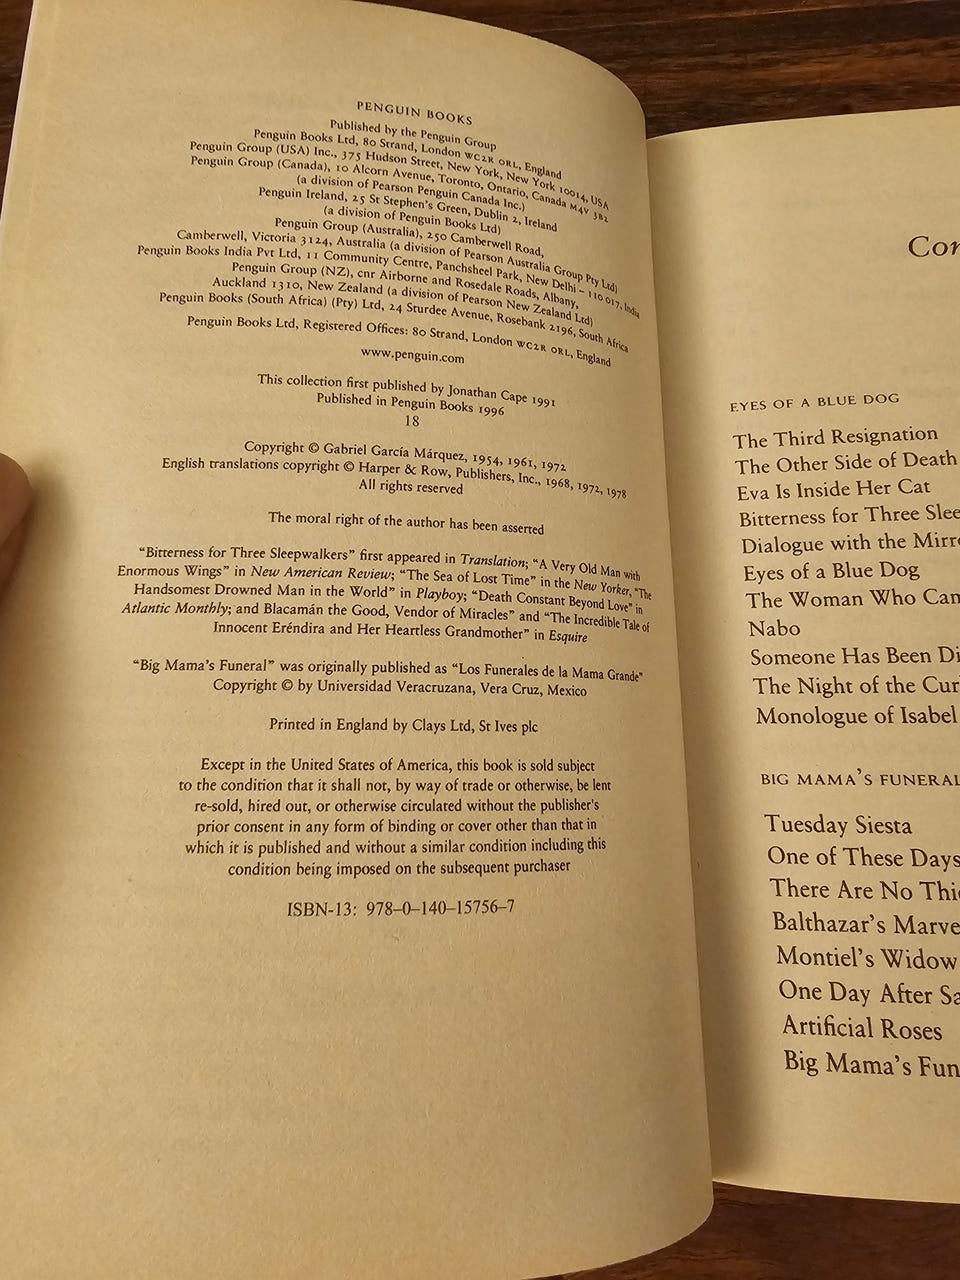 PENGUIN BOOKS
Published by the Penguin Group
Penguin Books Ltd, 80 Strand, London WC2R 0RL, England
Penguin Group (USA) Inc., 375 Hudson Street, New York, New York 10014, USA
Penguin Group (Canada), 10 Alcorn Avenue, Toronto, Ontario, Canada M4V 3B2
(a division of Pearson Penguin Canada Inc.)
Penguin Ireland, 25 St Stephen's Green, Dublin 2, Ireland
(a division of Penguin Books Ltd)
Penguin Group (Australia), 250 Camberwell Road,
Camberwell, Victoria 3124, Australia (a division of Pearson Australia Group Pty Ltd)
Penguin Books India Pvt Ltd, 11 Community Centre, Panchsheel Park, New Delhi – 110 017, India
Penguin Group (NZ), cnr Airborne and Rosedale Roads, Albany,
Auckland 1310, New Zealand (a division of Pearson New Zealand Ltd)
Penguin Books (South Africa) (Pty) Ltd, 24 Sturdee Avenue, Rosebank 2196, South Africa
Penguin Books Ltd, Registered Offices: 80 Strand, London WC2R 0RL, England
www.penguin.com
This collection first published by Jonathan Cape 1991
Published in Penguin Books 1996
18
Copyright © Gabriel García Márquez, 1954, 1961, 1972
English translations copyright © Harper & Row, Publishers, Inc., 1968, 1972, 1978
All rights reserved
The moral right of the author has been asserted
“Bitterness for Three Sleepwalkers” first appeared in Translation; “A Very Old Man with
Enormous Wings” in New American Review; “The Sea of Lost Time” in the New Yorker, “The
Handsomest Drowned Man in the World” in Playboy; “Death Constant Beyond Love” in
Atlantic Monthly; and Blacamán the Good, Vendor of Miracles” and “The Incredible Tale of
Innocent Eréndira and Her Heartless Grandmother” in Esquire
“Big Mama's Funeral” was originally published as “Los Funerales de la Mama Grande”
Copyright © by Universidad Veracruzana, Vera Cruz, Mexico
Printed in England by Clays Ltd, St Ives plc
Except in the United States of America, this book is sold subject
to the condition that it shall not, by way of trade or otherwise, be lent
re-sold, hired out, or otherwise circulated without the publisher's
prior consent in any form of binding or cover other than that in
which it is published and without a similar condition including this
condition being imposed on the subsequent purchaser
ISBN-13: 978–0–140–15756–7
Con
EYES OF A BLUE DOG
The Third Resignation
The Other Side of Death
Eva Is Inside Her Cat
Bitterness for Three Slee
Dialogue with the Mirro
Eyes of a Blue Dog
The Woman Who Cam
Nabo
Someone Has Been Di
The Night of the Cur
Monologue of Isabel
BIG MAMA'S FUNERAL
Tuesday Siesta
One of These Days
There Are No Thie
Balthazar's Marve
Montiel's Widow
One Day After Sa
Artificial Roses
Big Mama's Fun